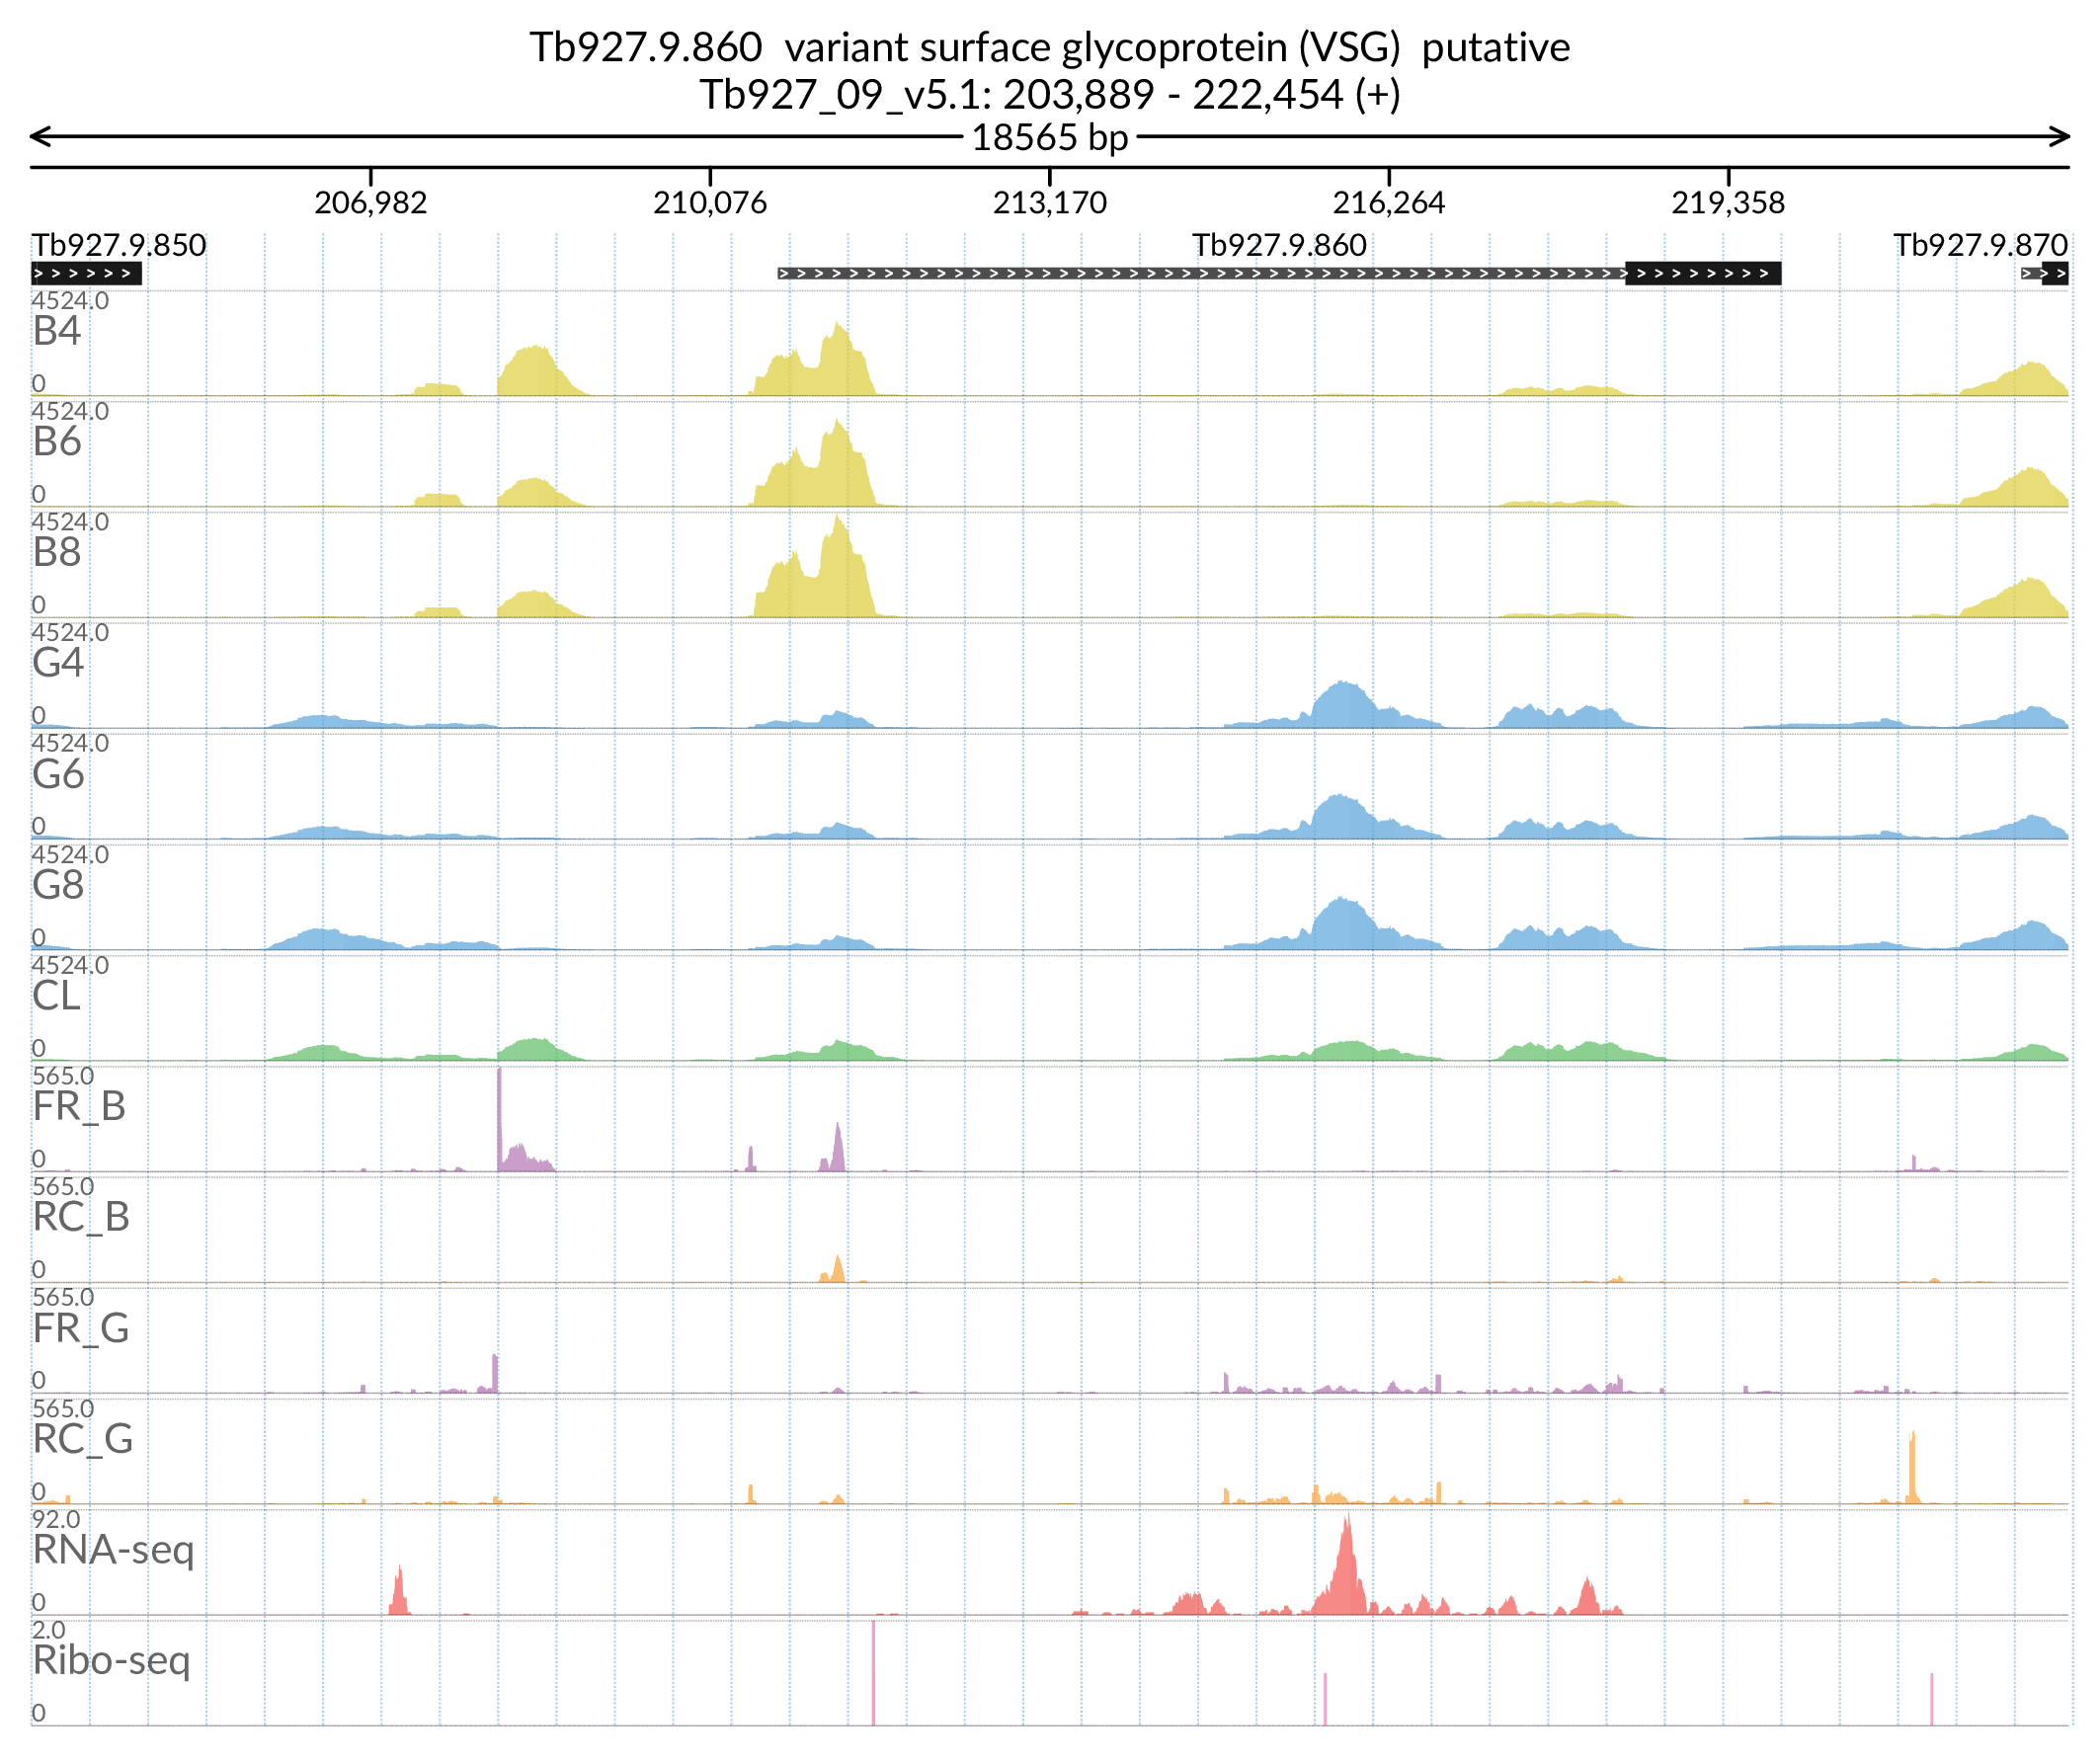 Tb927.9.860 variant surface glycoprotein (VSG) putative
Tb927_09_v5.1: 203,889 - 222,454 (+)
18565 bp
206,982 210,076 213,170 216,264 219,358
Tb927.9.850 Tb927.9.860 Tb927.9.870
4524.0
B4
0
4524.0
B6
0
4524.0
B8
0
4524.0
G4
0
4524.0
G6
0
4524.0
G8
0
4524.0
CL
0
565.0
FR_B
0
565.0
RC_B
0
565.0
FR_G
0
565.0
RC_G
0
92.0
RNA-seq
0
2.0
Ribo-seq
0